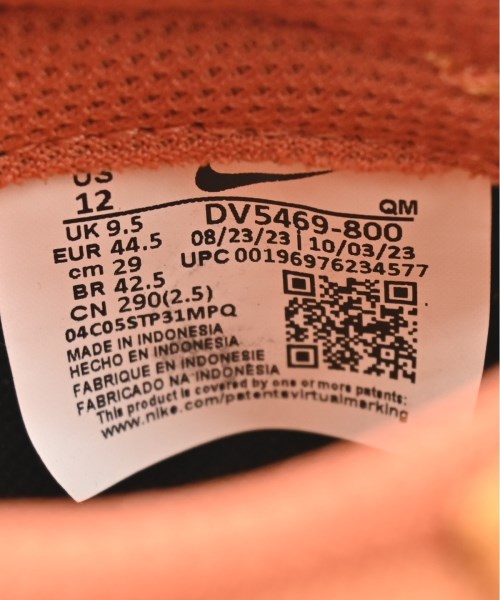 US
12
QM
UK 9.5
DV5469-800
EUR 44.5
08/23/23 | 10/03/23
cm 29
UPC 00196976234577
BR 42.5
CN 290(2.5)
04C05STP31MPQ
MADE IN INDONESIA
HECHO EN INDONESIA
FABRIQUE EN INDONESIE
FABRICADO NA INDONÉSIA
This product is covered by one or more patents:
www.nike.com/patentsvirtualmarking